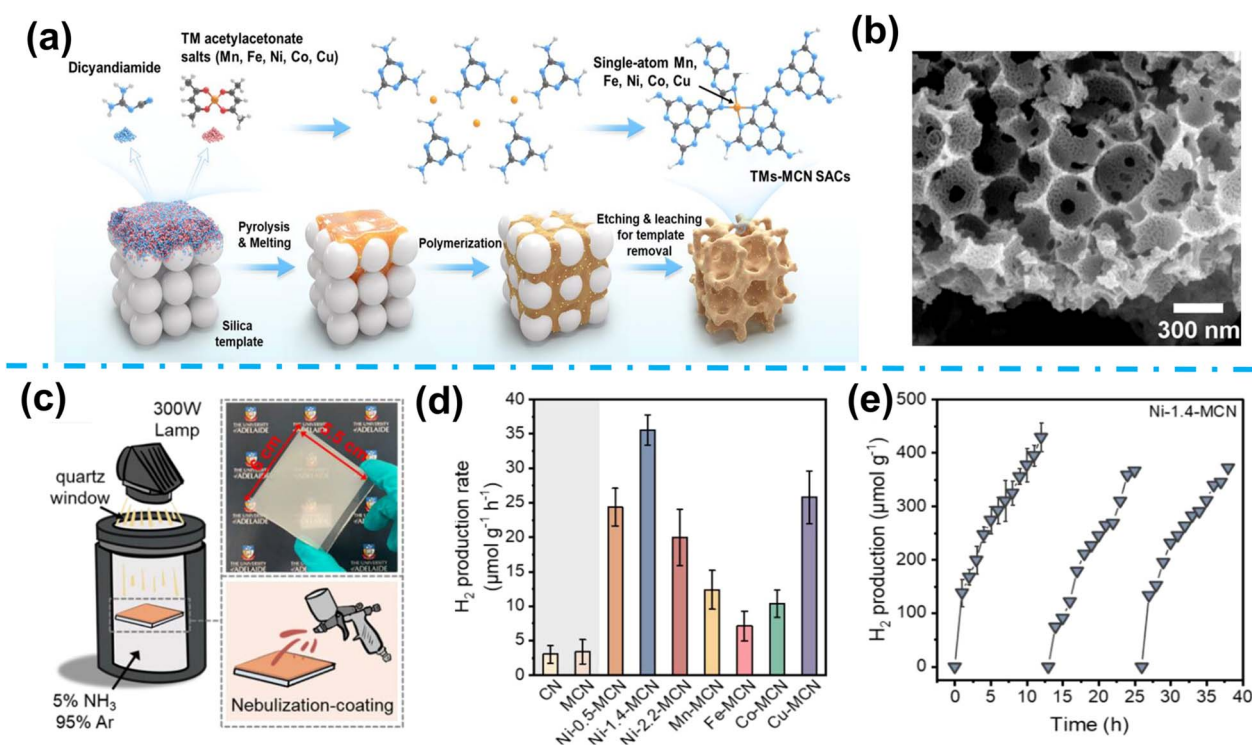 (a)
Dicyandiamide
TM acetylacetonate
salts (Mn, Fe, Ni, Co, Cu)
Single-atom Mn,
Fe, Ni, Co, Cu
TMs-MCN SACs
Pyrolysis
& Melting
Polymerization
Etching & leaching
for template
removal
Silica
template
(b)
300 nm
(c)
300W
Lamp
quartz
window
5% NH₃
95% Ar
THE UNIVERSITY
of ADELAIDE
Nebulization-coating
(d)
H₂ production rate
(µmol g⁻¹ h⁻¹)
40
35
30
25
20
15
10
5
0
CN
MCN
Ni-0.5-MCN
Ni-1.4-MCN
Ni-2.2-MCN
Mn-MCN
Fe-MCN
Co-MCN
Cu-MCN
(e)
Ni-1.4-MCN
H₂ production (µmol g⁻¹)
500
400
300
200
100
0
0 5 10 15 20 25 30 35 40
Time (h)